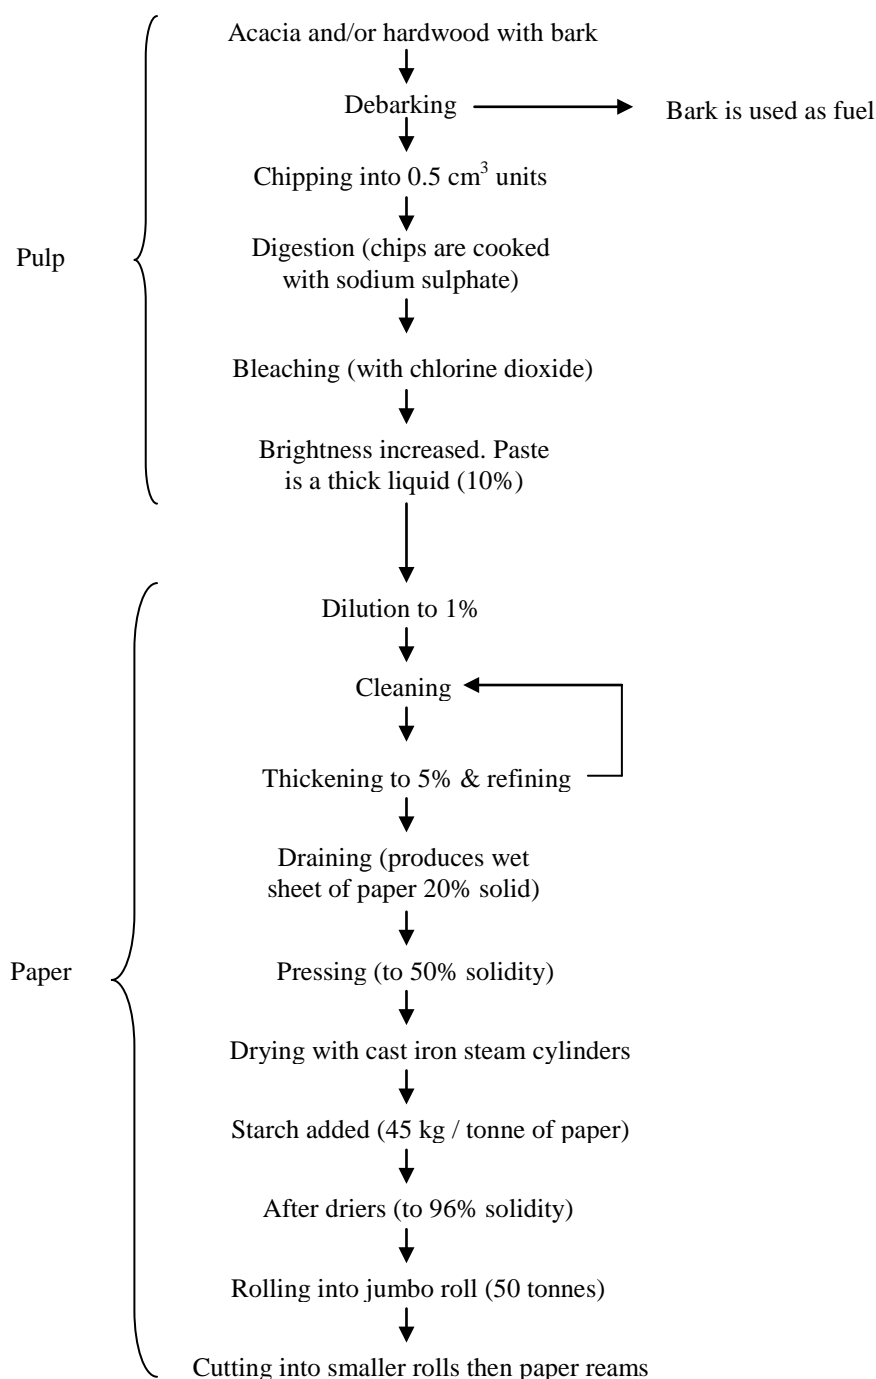 Acacia and/or hardwood with bark
Debarking
Bark is used as fuel
Chipping into 0.5 cm³ units
Pulp
Digestion (chips are cooked
with sodium sulphate)
Bleaching (with chlorine dioxide)
Brightness increased. Paste
is a thick liquid (10%)
Dilution to 1%
Cleaning
Thickening to 5% & refining
Draining (produces wet
sheet of paper 20% solid)
Paper
Pressing (to 50% solidity)
Drying with cast iron steam cylinders
Starch added (45 kg / tonne of paper)
After driers (to 96% solidity)
Rolling into jumbo roll (50 tonnes)
Cutting into smaller rolls then paper reams